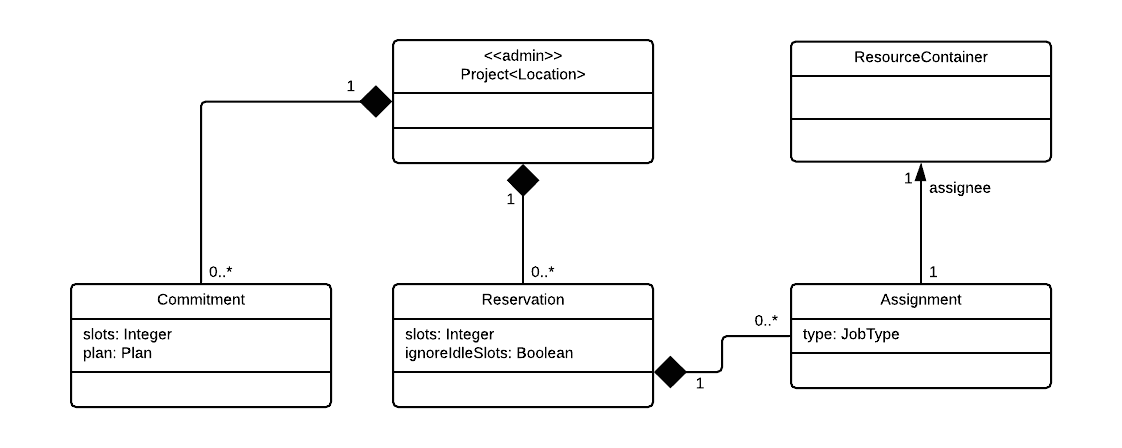 <<admin>>
Project<Location>
ResourceContainer
1
1
1
assignee
0..*
0..*
1
Commitment
slots: Integer
plan: Plan
Reservation
slots: Integer
ignoreIdleSlots: Boolean
Assignment
type: JobType
0..*
1